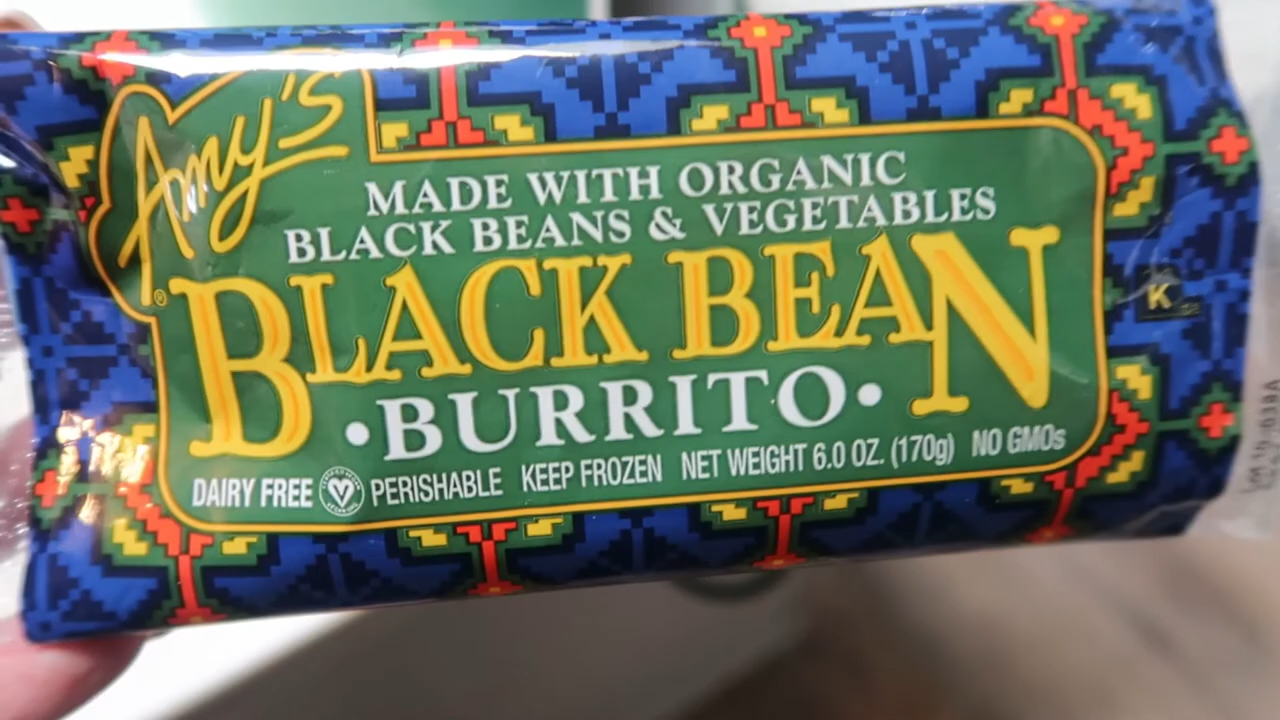 Amy's
MADE WITH ORGANIC
BLACK BEANS & VEGETABLES
BLACK BEAN
®
•BURRITO•
DAIRY FREE V PERISHABLE KEEP FROZEN NET WEIGHT 6.0 OZ. (170g) NO GMOs
K